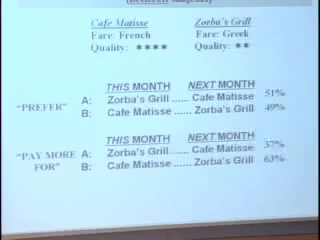 Cafe Matisse Zorba's Grill
Fare: French Fare: Greek
Quality: **** Quality: **
THIS MONTH NEXT MONTH
"PREFER" A: Zorba's Grill ...... Cafe Matisse 51%
B: Cafe Matisse ...... Zorba's Grill 49%
THIS MONTH NEXT MONTH
"PAY MORE FOR" A: Zorba's Grill ...... Cafe Matisse 37%
B: Cafe Matisse ...... Zorba's Grill 63%